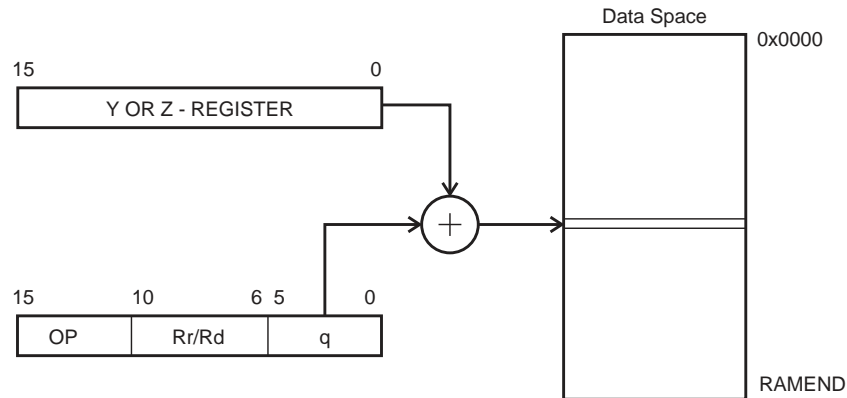 Data Space
0x0000
15 0
Y OR Z - REGISTER
+
15 10 6 5 0
OP Rr/Rd q
RAMEND